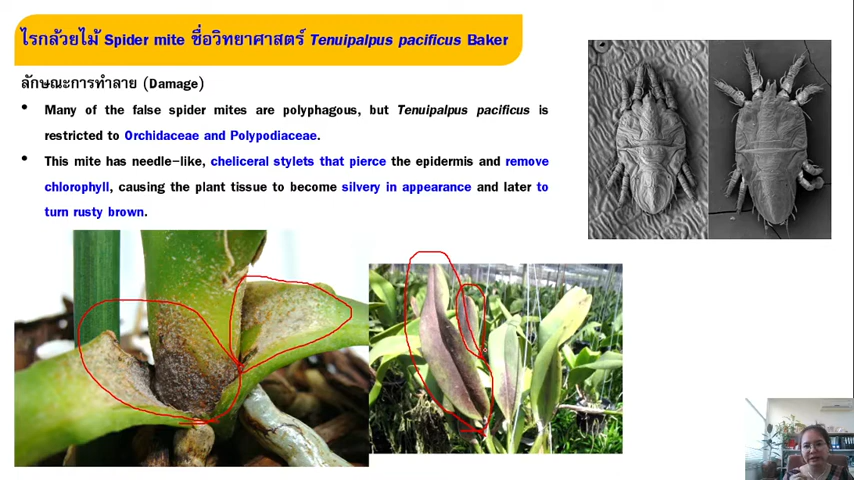 ไรกล้วยไม้ Spider mite ชื่อวิทยาศาสตร์ Tenuipalpus pacificus Baker
ลักษณะการทำลาย (Damage)
• Many of the false spider mites are polyphagous, but Tenuipalpus pacificus is
restricted to Orchidaceae and Polypodiaceae.
• This mite has needle-like, cheliceral stylets that pierce the epidermis and remove
chlorophyll, causing the plant tissue to become silvery in appearance and later to
turn rusty brown.